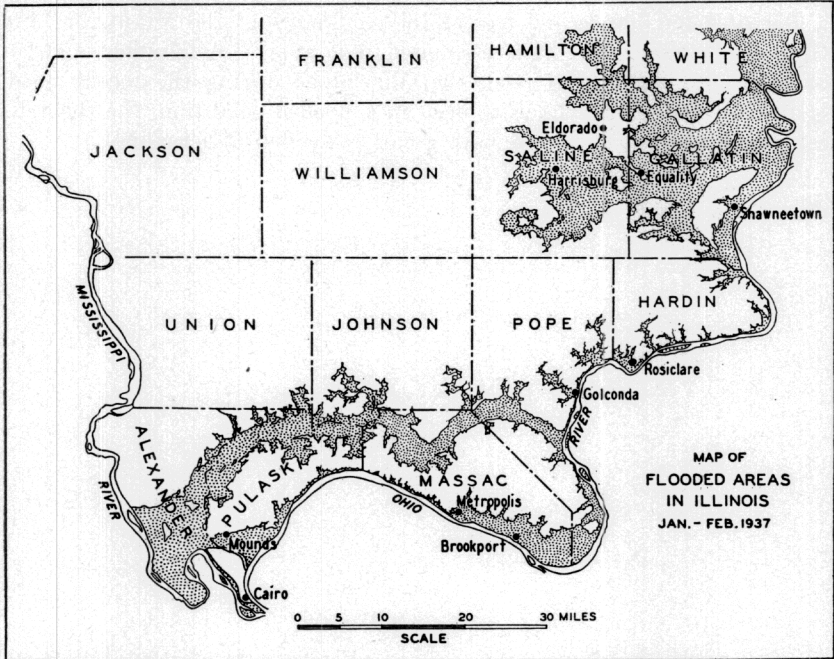 HAMILTON
WHITE
FRANKLIN
Eldorado
JACKSON
SALINE
GALLATIN
WILLIAMSON
Harrisburg
Equality
Shawneetown
MISSISSIPPI
HARDIN
UNION
JOHNSON
POPE
Rosiclare
Golconda
RIVER
ALEXANDER
PULASKI
MASSAC
RIVER
OHIO
Metropolis
Mounds
Brookport
Cairo
MAP OF
FLOODED AREAS
IN ILLINOIS
JAN. - FEB. 1937
0 5 10 20 30 MILES
SCALE